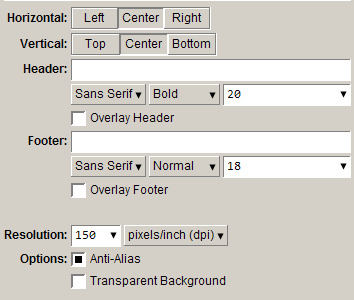 Horizontal: Left Center Right
Vertical: Top Center Bottom
Header:
Sans Serif Bold 20
Overlay Header
Footer:
Sans Serif Normal 18
Overlay Footer
Resolution: 150 pixels/inch (dpi)
Options: Anti-Alias
Transparent Background